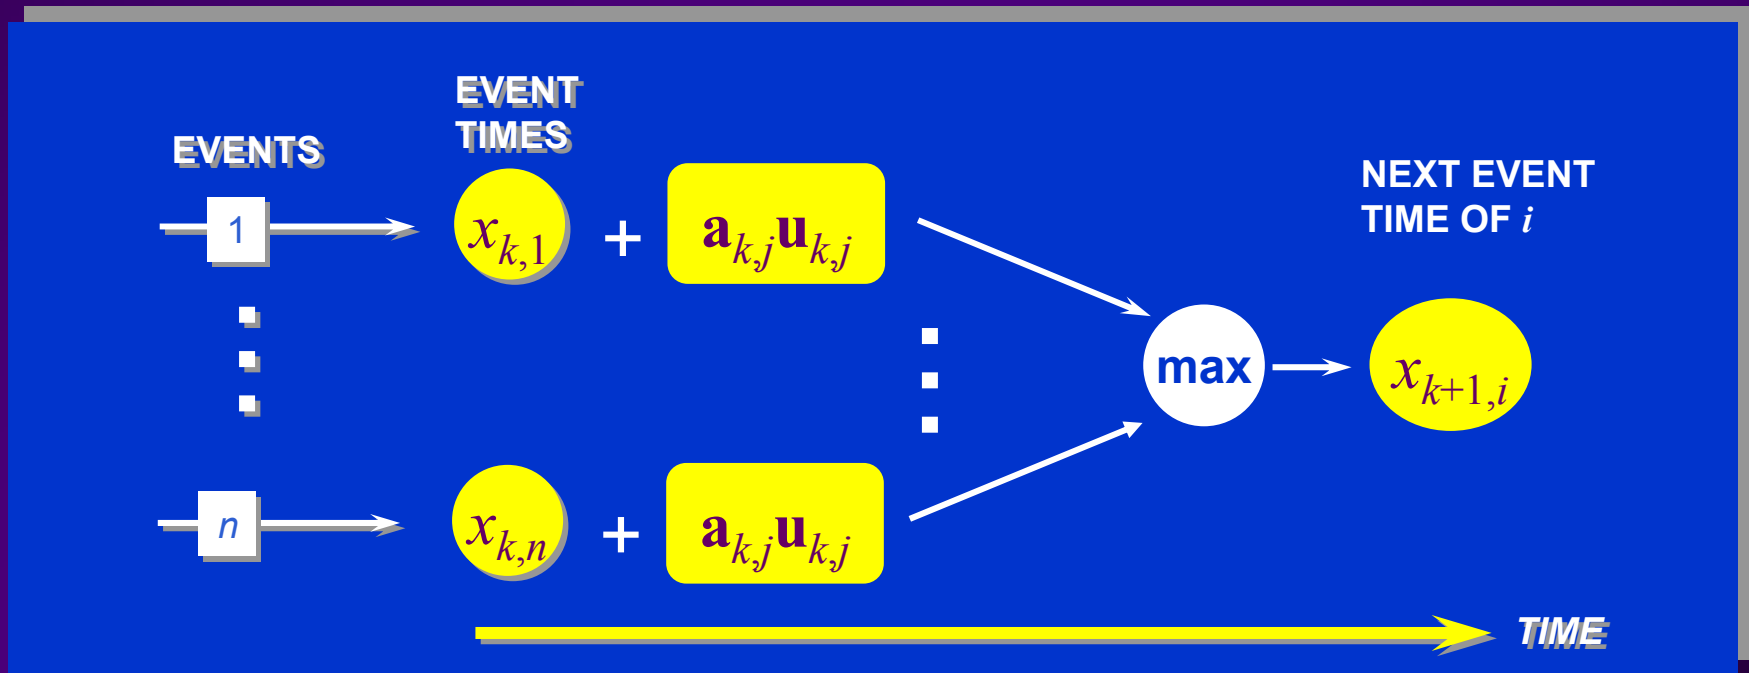 EVENT
TIMES
EVENTS
NEXT EVENT
TIME OF i
1
x_{k,1} + a_{k,j}u_{k,j}
max
x_{k+1,i}
n
x_{k,n} + a_{k,j}u_{k,j}
TIME